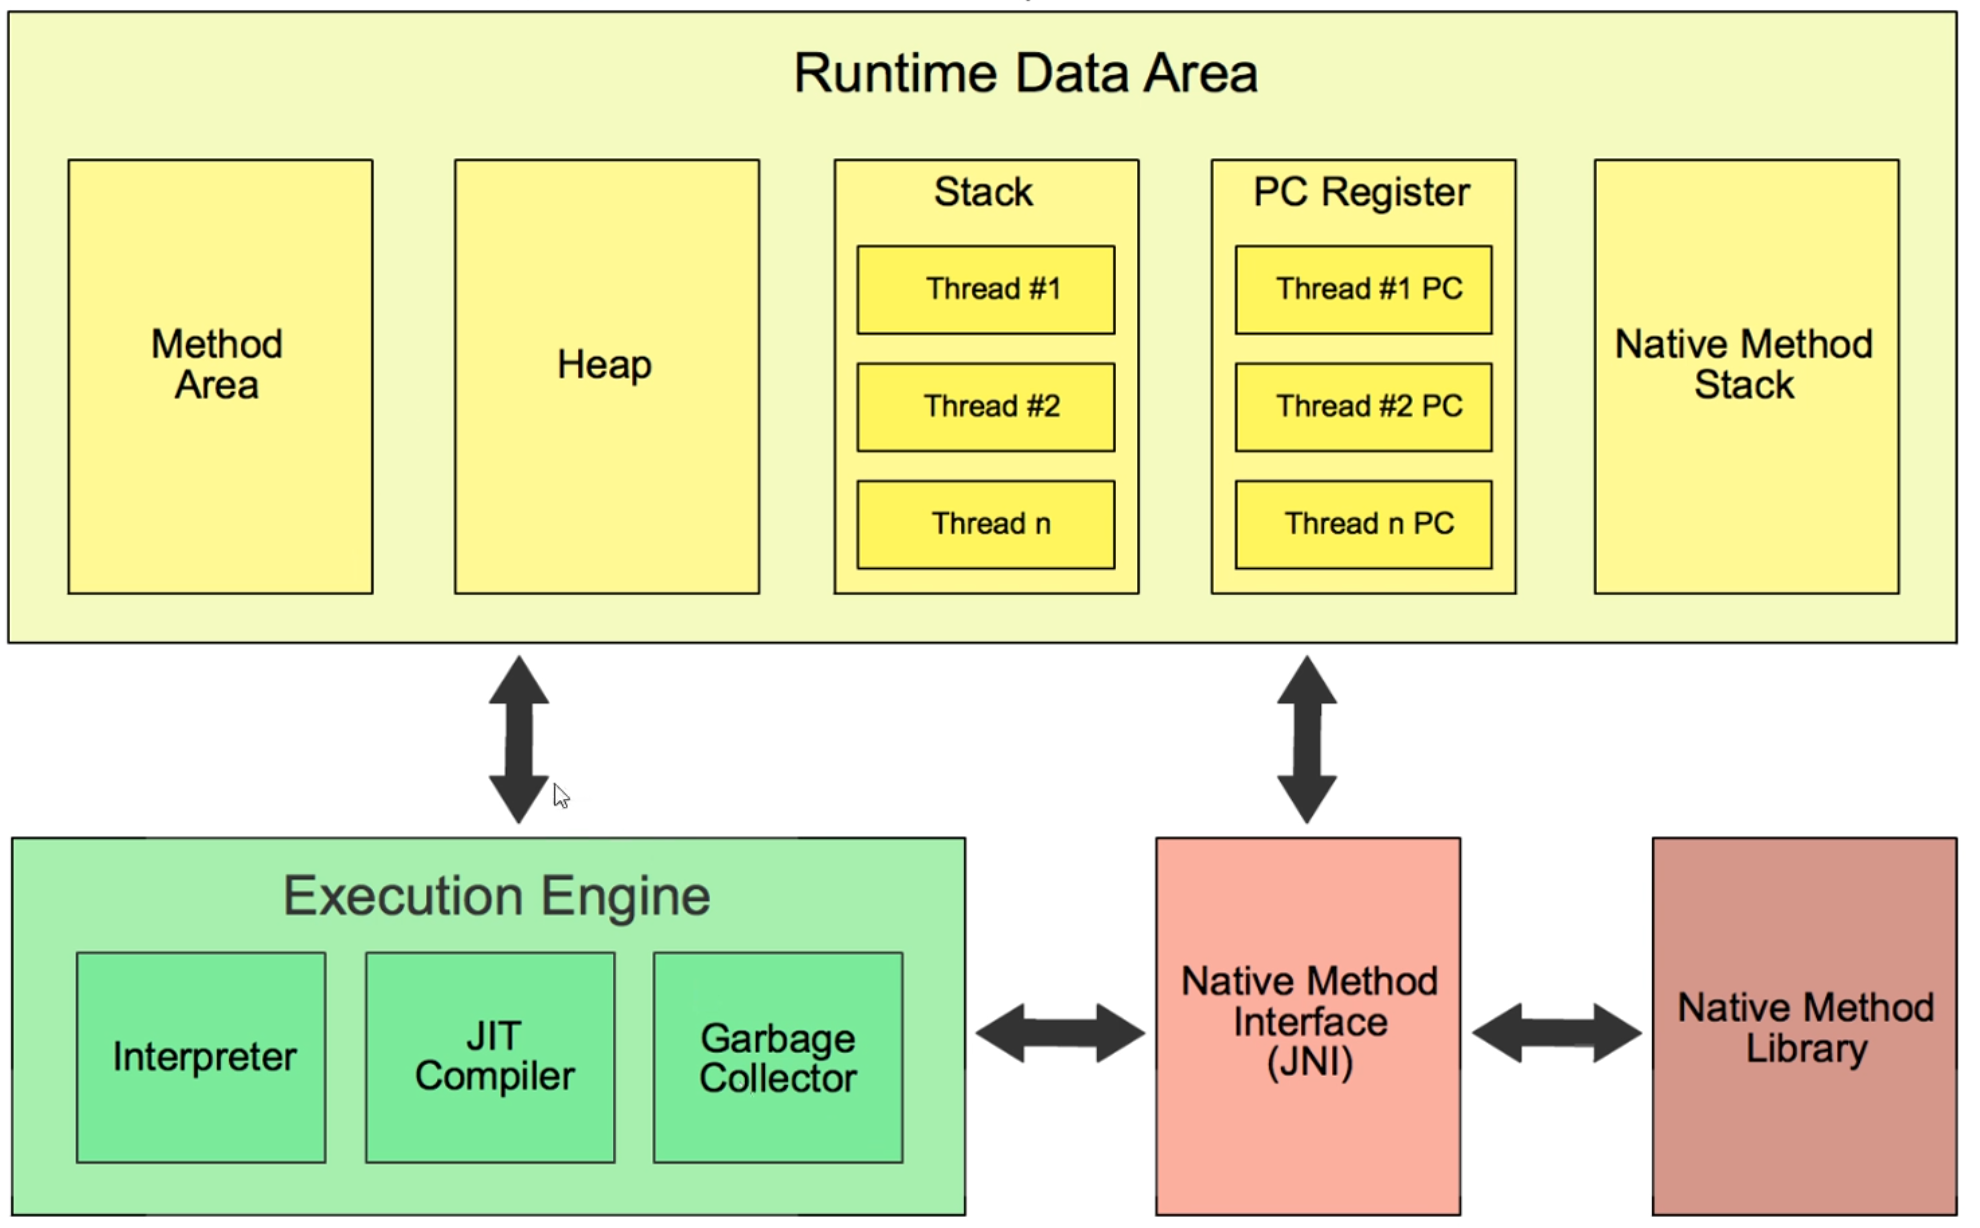 Runtime Data Area
Method
Area
Heap
Stack
Thread #1
Thread #2
Thread n
PC Register
Thread #1 PC
Thread #2 PC
Thread n PC
Native Method
Stack
Execution Engine
Interpreter
JIT
Compiler
Garbage
Collector
Native Method
Interface
(JNI)
Native Method
Library